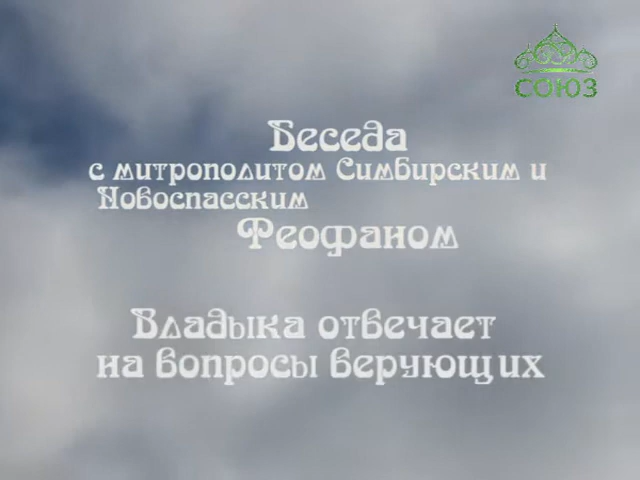 СОЮЗ
Беседа
с митрополитом Симбирским и
Новоспасским
Феофаном
Владыка отвечает
на вопросы верующих